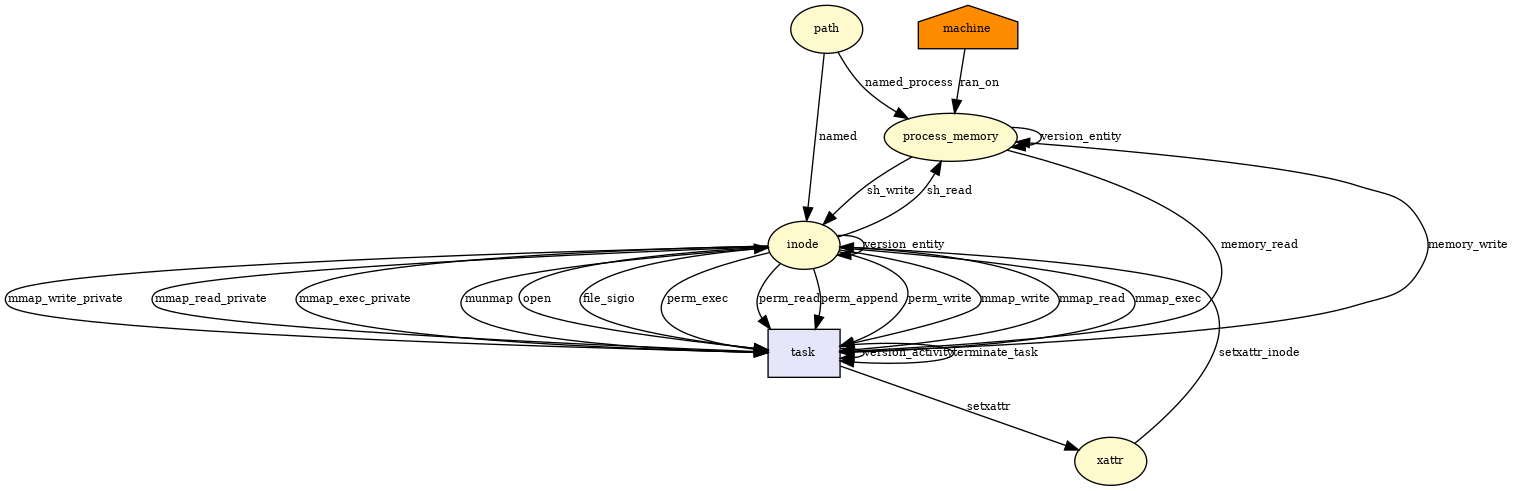 path
machine
named_process
ran_on
named
process_memory
version_entity
sh_write
sh_read
inode
version_entity
memory_read
memory_write
mmap_write_private
mmap_read_private
mmap_exec_private
munmap
open
file_sigio
perm_exec
perm_read
perm_append
perm_write
mmap_write
mmap_read
mmap_exec
task
version_activity
terminate_task
setxattr_inode
setxattr
xattr